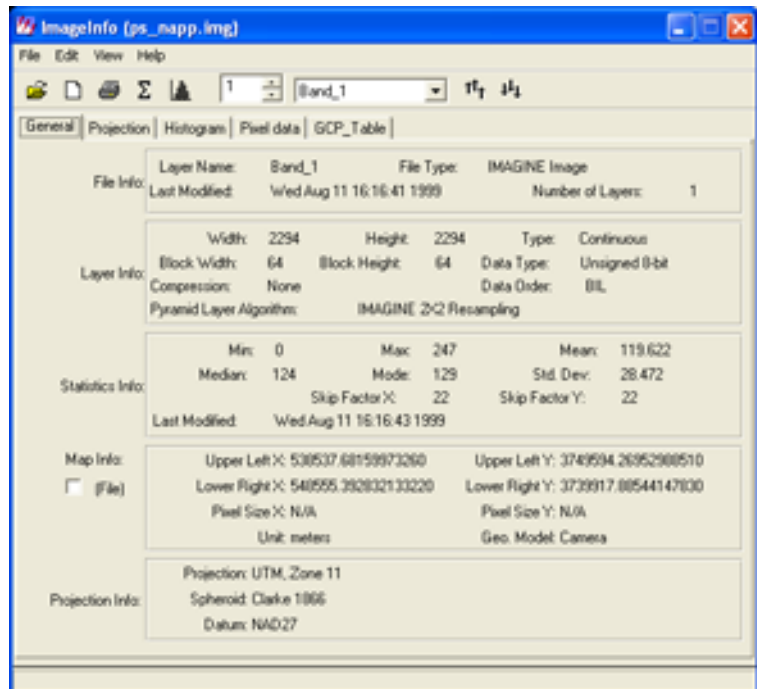 ImageInfo (ps_napp.img)
File Edit View Help
Σ 1 Band_1
General Projection Histogram Pixel data GCP_Table
File Info: Layer Name: Band_1 File Type: IMAGINE Image
Last Modified: Wed Aug 11 16:16:41 1999 Number of Layers: 1
Layer Info: Width: 2294 Height: 2294 Type: Continuous
Block Width: 64 Block Height: 64 Data Type: Unsigned 8-bit
Compression: None Data Order: BIL
Pyramid Layer Algorithm: IMAGINE 2X2 Resampling
Statistics Info: Min: 0 Max: 247 Mean: 119.622
Median: 124 Mode: 129 Std. Dev: 28.472
Skip Factor X: 22 Skip Factor Y: 22
Last Modified: Wed Aug 11 16:16:43 1999
Map Info: Upper Left X: 538537.68159973260 Upper Left Y: 3749594.26952988510
(File) Lower Right X: 548555.392832133220 Lower Right Y: 3739917.88544147830
Pixel Size X: N/A Pixel Size Y: N/A
Unit: meters Geo. Model: Camera
Projection Info: Projection: UTM, Zone 11
Spheroid: Clarke 1866
Datum: NAD27